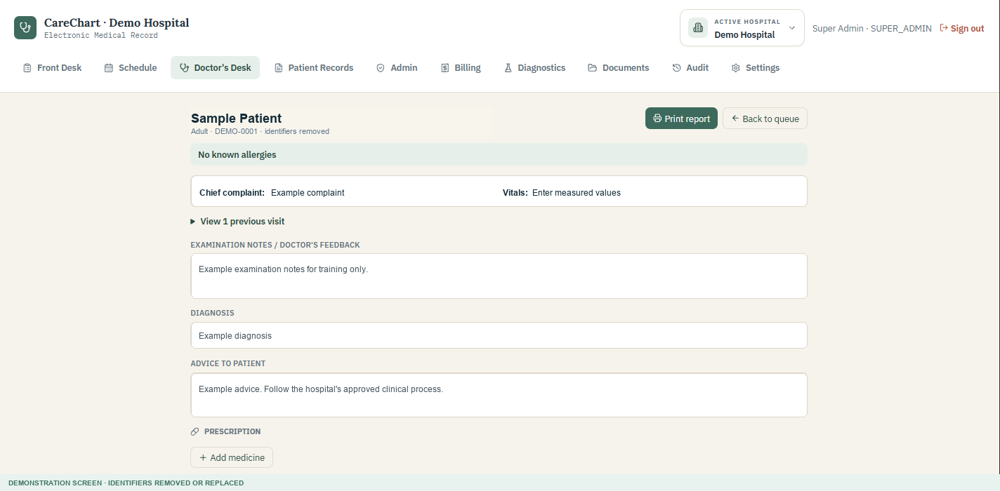 CareChart · Demo Hospital
Electronic Medical Record
ACTIVE HOSPITAL
Demo Hospital
Super Admin · SUPER_ADMIN
Sign out
Front Desk
Schedule
Doctor's Desk
Patient Records
Admin
Billing
Diagnostics
Documents
Audit
Settings
Sample Patient
Adult · DEMO-0001 · identifiers removed
Print report
Back to queue
No known allergies
Chief complaint: Example complaint
Vitals: Enter measured values
View 1 previous visit
EXAMINATION NOTES / DOCTOR'S FEEDBACK
Example examination notes for training only.
DIAGNOSIS
Example diagnosis
ADVICE TO PATIENT
Example advice. Follow the hospital's approved clinical process.
PRESCRIPTION
+ Add medicine
DEMONSTRATION SCREEN · IDENTIFIERS REMOVED OR REPLACED